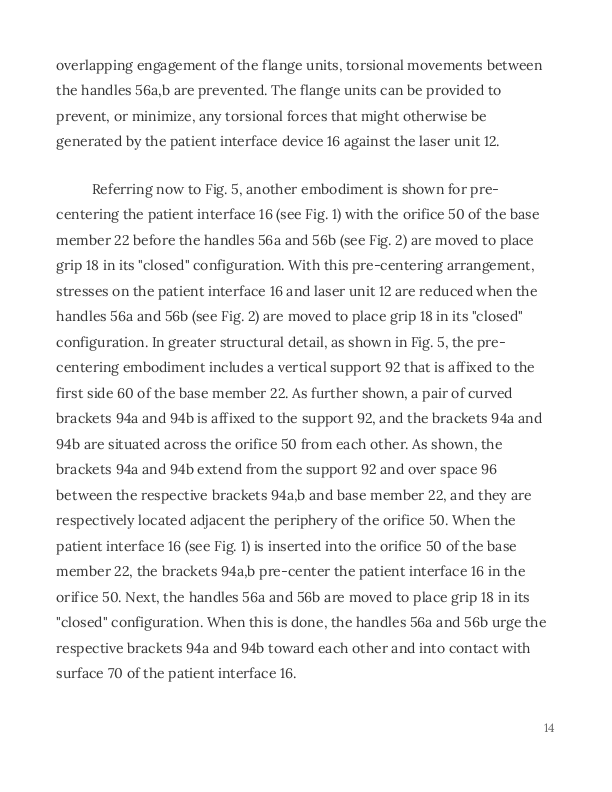 overlapping engagement of the flange units, torsional movements between
the handles 56a,b are prevented. The flange units can be provided to
prevent, or minimize, any torsional forces that might otherwise be
generated by the patient interface device 16 against the laser unit 12.
Referring now to Fig. 5, another embodiment is shown for pre-
centering the patient interface 16 (see Fig. 1) with the orifice 50 of the base
member 22 before the handles 56a and 56b (see Fig. 2) are moved to place
grip 18 in its "closed" configuration. With this pre-centering arrangement,
stresses on the patient interface 16 and laser unit 12 are reduced when the
handles 56a and 56b (see Fig. 2) are moved to place grip 18 in its "closed"
configuration. In greater structural detail, as shown in Fig. 5, the pre-
centering embodiment includes a vertical support 92 that is affixed to the
first side 60 of the base member 22. As further shown, a pair of curved
brackets 94a and 94b is affixed to the support 92, and the brackets 94a and
94b are situated across the orifice 50 from each other. As shown, the
brackets 94a and 94b extend from the support 92 and over space 96
between the respective brackets 94a,b and base member 22, and they are
respectively located adjacent the periphery of the orifice 50. When the
patient interface 16 (see Fig. 1) is inserted into the orifice 50 of the base
member 22, the brackets 94a,b pre-center the patient interface 16 in the
orifice 50. Next, the handles 56a and 56b are moved to place grip 18 in its
"closed" configuration. When this is done, the handles 56a and 56b urge the
respective brackets 94a and 94b toward each other and into contact with
surface 70 of the patient interface 16.
14